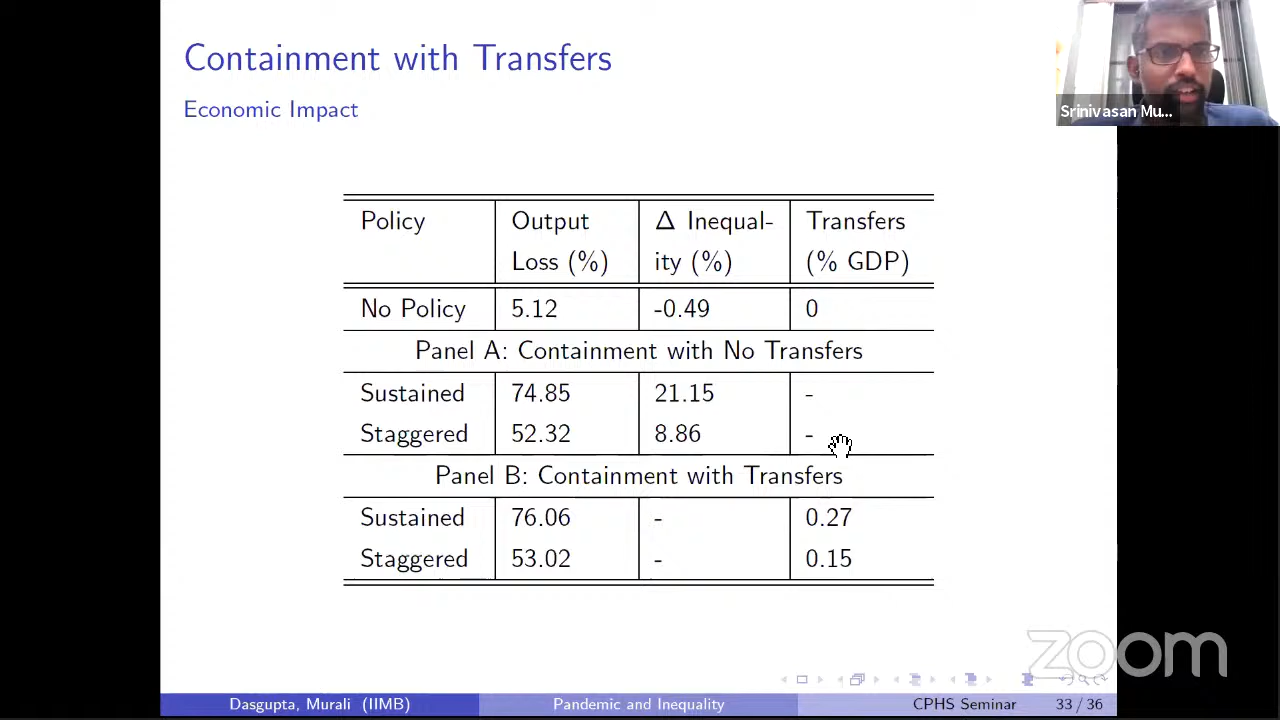 Containment with Transfers
Economic Impact
Srinivasan Mu...
Policy Output Δ Inequal- Transfers
Loss (%) ity (%) (% GDP)
No Policy 5.12 -0.49 0
Panel A: Containment with No Transfers
Sustained 74.85 21.15 -
Staggered 52.32 8.86 -
Panel B: Containment with Transfers
Sustained 76.06 - 0.27
Staggered 53.02 - 0.15
zoom
Dasgupta, Murali (IIMB) Pandemic and Inequality CPHS Seminar 33 / 36